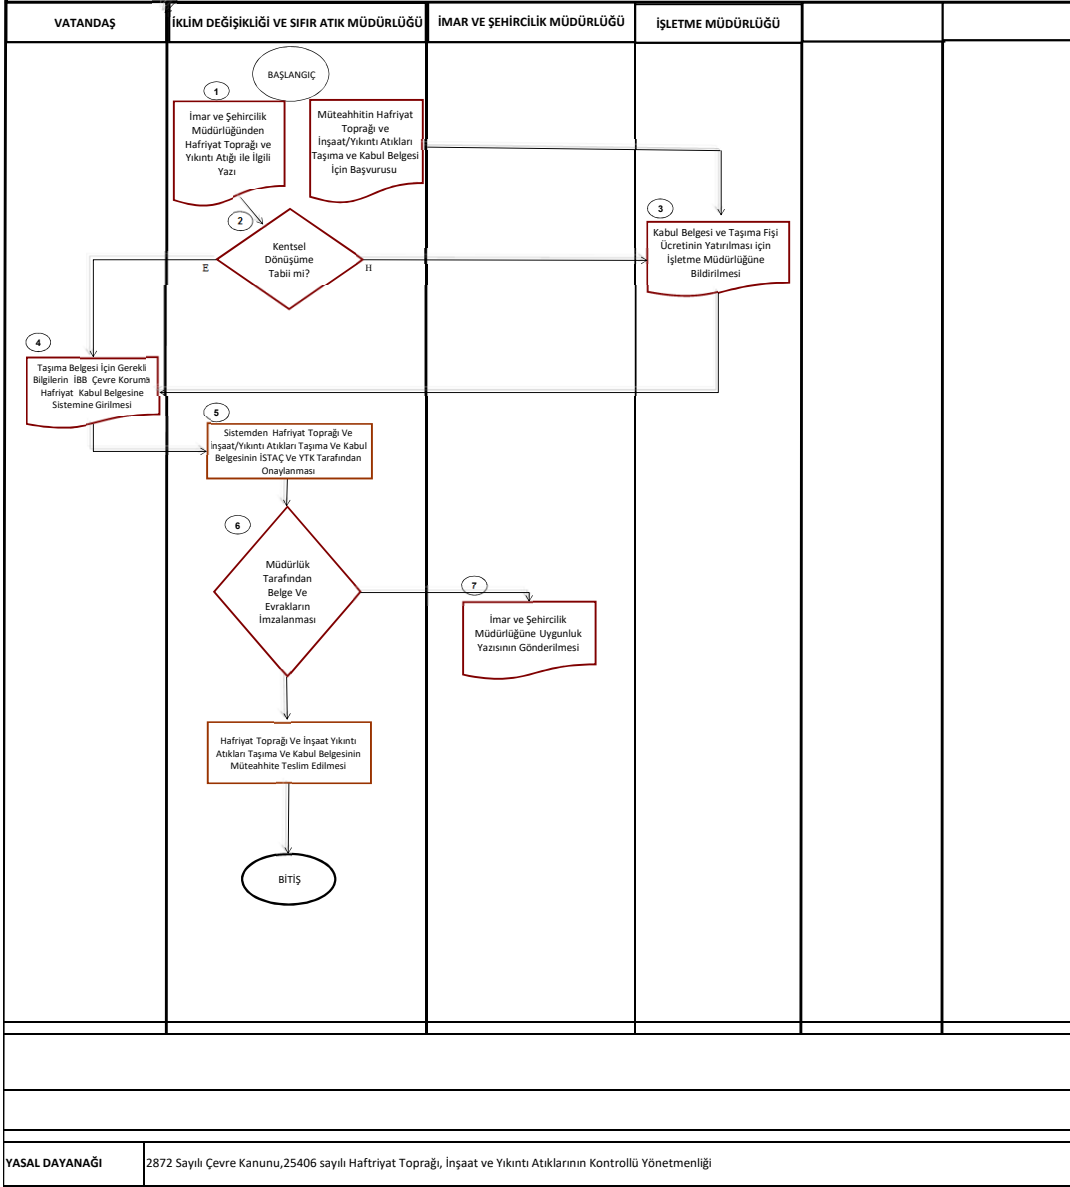 VATANDAŞ
İKLİM DEĞİŞİKLİĞİ VE SIFIR ATIK MÜDÜRLÜĞÜ
İMAR VE ŞEHİRCİLİK MÜDÜRLÜĞÜ
İŞLETME MÜDÜRLÜĞÜ
BAŞLANGIÇ
1
İmar ve Şehircilik
Müdürlüğünden
Hafriyat Toprağı ve
Yıkıntı Atığı ile İlgili
Yazı
Müteahhitin Hafriyat
Toprağı ve
İnşaat/Yıkıntı Atıkları
Taşıma ve Kabul Belgesi
İçin Başvurusu
2
Kentsel
Dönüşüme
Tabii mi?
E
H
3
Kabul Belgesi ve Taşıma Fişi
Ücretinin Yatırılması için
İşletme Müdürlüğüne
Bildirilmesi
4
Taşıma Belgesi İçin Gerekli
Bilgilerin İBB Çevre Koruma
Hafriyat Kabul Belgesine
Sistemine Girilmesi
5
Sistemden Hafriyat Toprağı Ve
İnşaat/Yıkıntı Atıkları Taşıma Ve Kabul
Belgesinin İSTAÇ Ve YTK Tarafından
Onaylanması
6
Müdürlük
Tarafından
Belge Ve
Evrakların
İmzalanması
7
İmar ve Şehircilik
Müdürlüğüne Uygunluk
Yazısının Gönderilmesi
Hafriyat Toprağı Ve İnşaat Yıkıntı
Atıkları Taşıma Ve Kabul Belgesinin
Müteahhite Teslim Edilmesi
BİTİŞ
YASAL DAYANAĞI
2872 Sayılı Çevre Kanunu,25406 sayılı Haftriyat Toprağı, İnşaat ve Yıkıntı Atıklarının Kontrollü Yönetmenliği